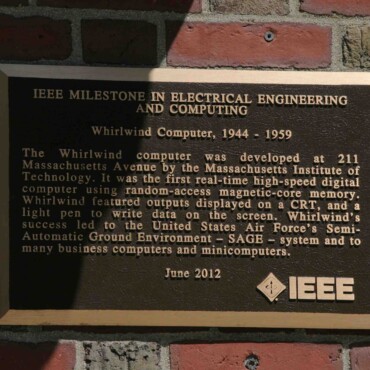 IEEE MILESTONE IN ELECTRICAL ENGINEERING
AND COMPUTING
Whirlwind Computer, 1944 - 1959
The Whirlwind computer was developed at 211
Massachusetts Avenue by the Massachusetts Institute of
Technology. It was the first real-time high-speed digital
computer using random-access magnetic-core memory.
Whirlwind featured outputs displayed on a CRT, and a
light pen to write data on the screen. Whirlwind's
success led to the United States Air Force's Semi-
Automatic Ground Environment – SAGE – system and to
many business computers and minicomputers.
June 2012
IEEE